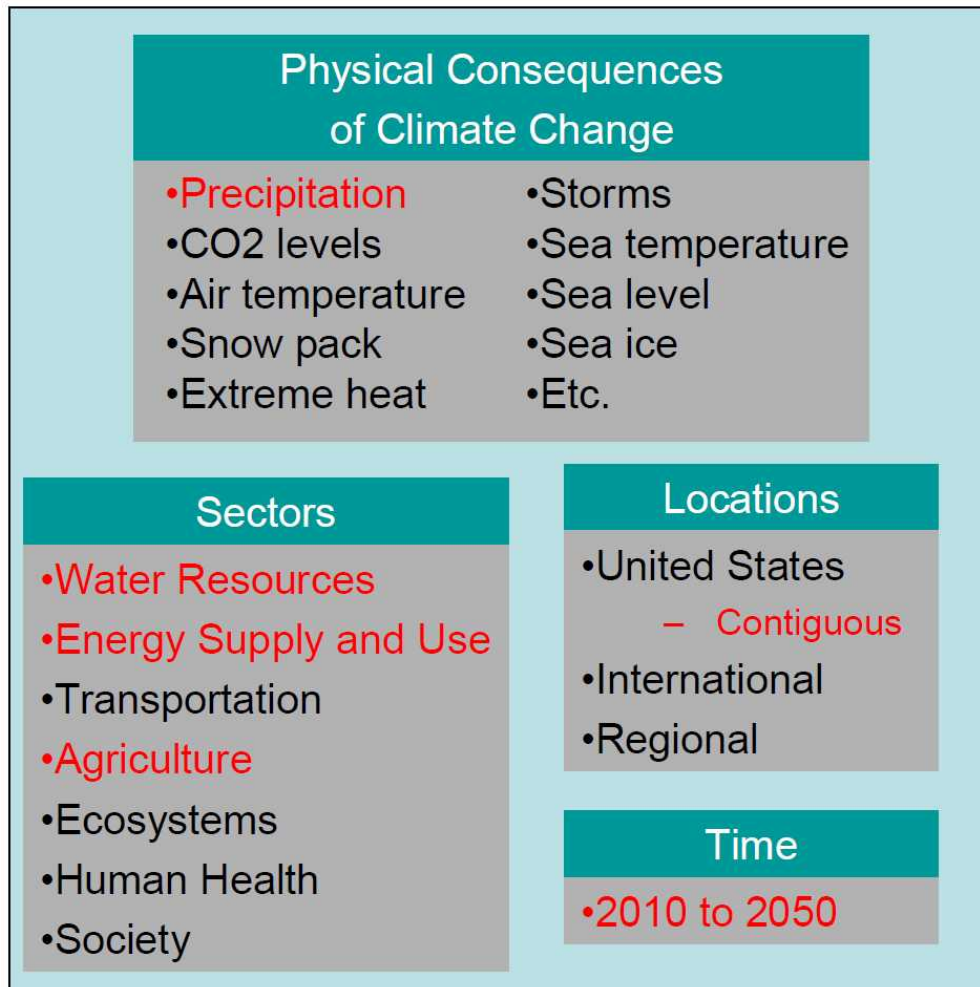 Physical Consequences
of Climate Change
•Precipitation
•CO2 levels
•Air temperature
•Snow pack
•Extreme heat
•Storms
•Sea temperature
•Sea level
•Sea ice
•Etc.
Sectors
•Water Resources
•Energy Supply and Use
•Transportation
•Agriculture
•Ecosystems
•Human Health
•Society
Locations
•United States
– Contiguous
•International
•Regional
Time
•2010 to 2050